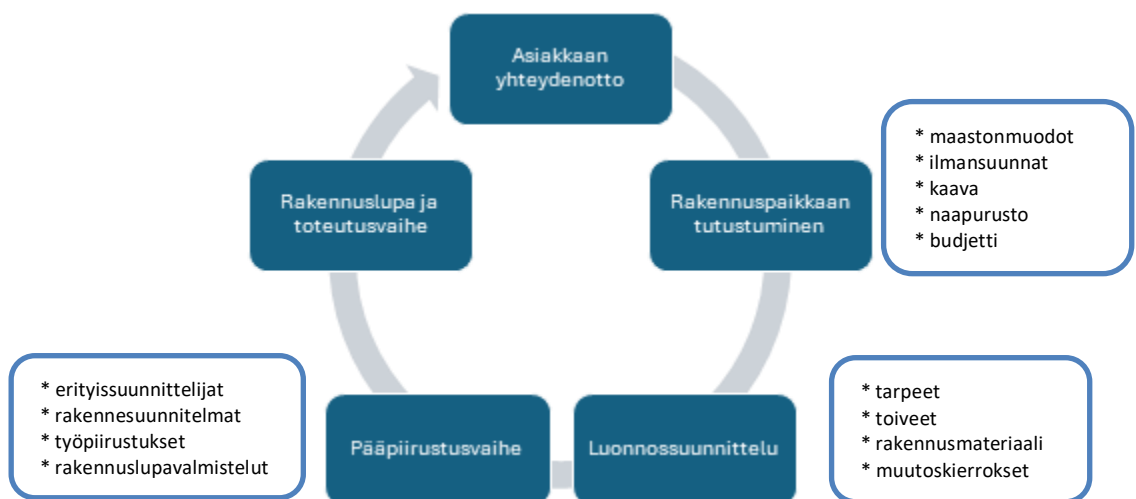 Asiakkaan
yhteydenotto
Rakennuspaikkaan
tutustuminen
* maastonmuodot
* ilmansuunnat
* kaava
* naapurusto
* budjetti
Luonnossuunnittelu
* tarpeet
* toiveet
* rakennusmateriaali
* muutoskierrokset
Pääpiirustusvaihe
* erityissuunnittelijat
* rakennesuunnitelmat
* työpiirustukset
* rakennuslupavalmistelut
Rakennuslupa ja
toteutusvaihe